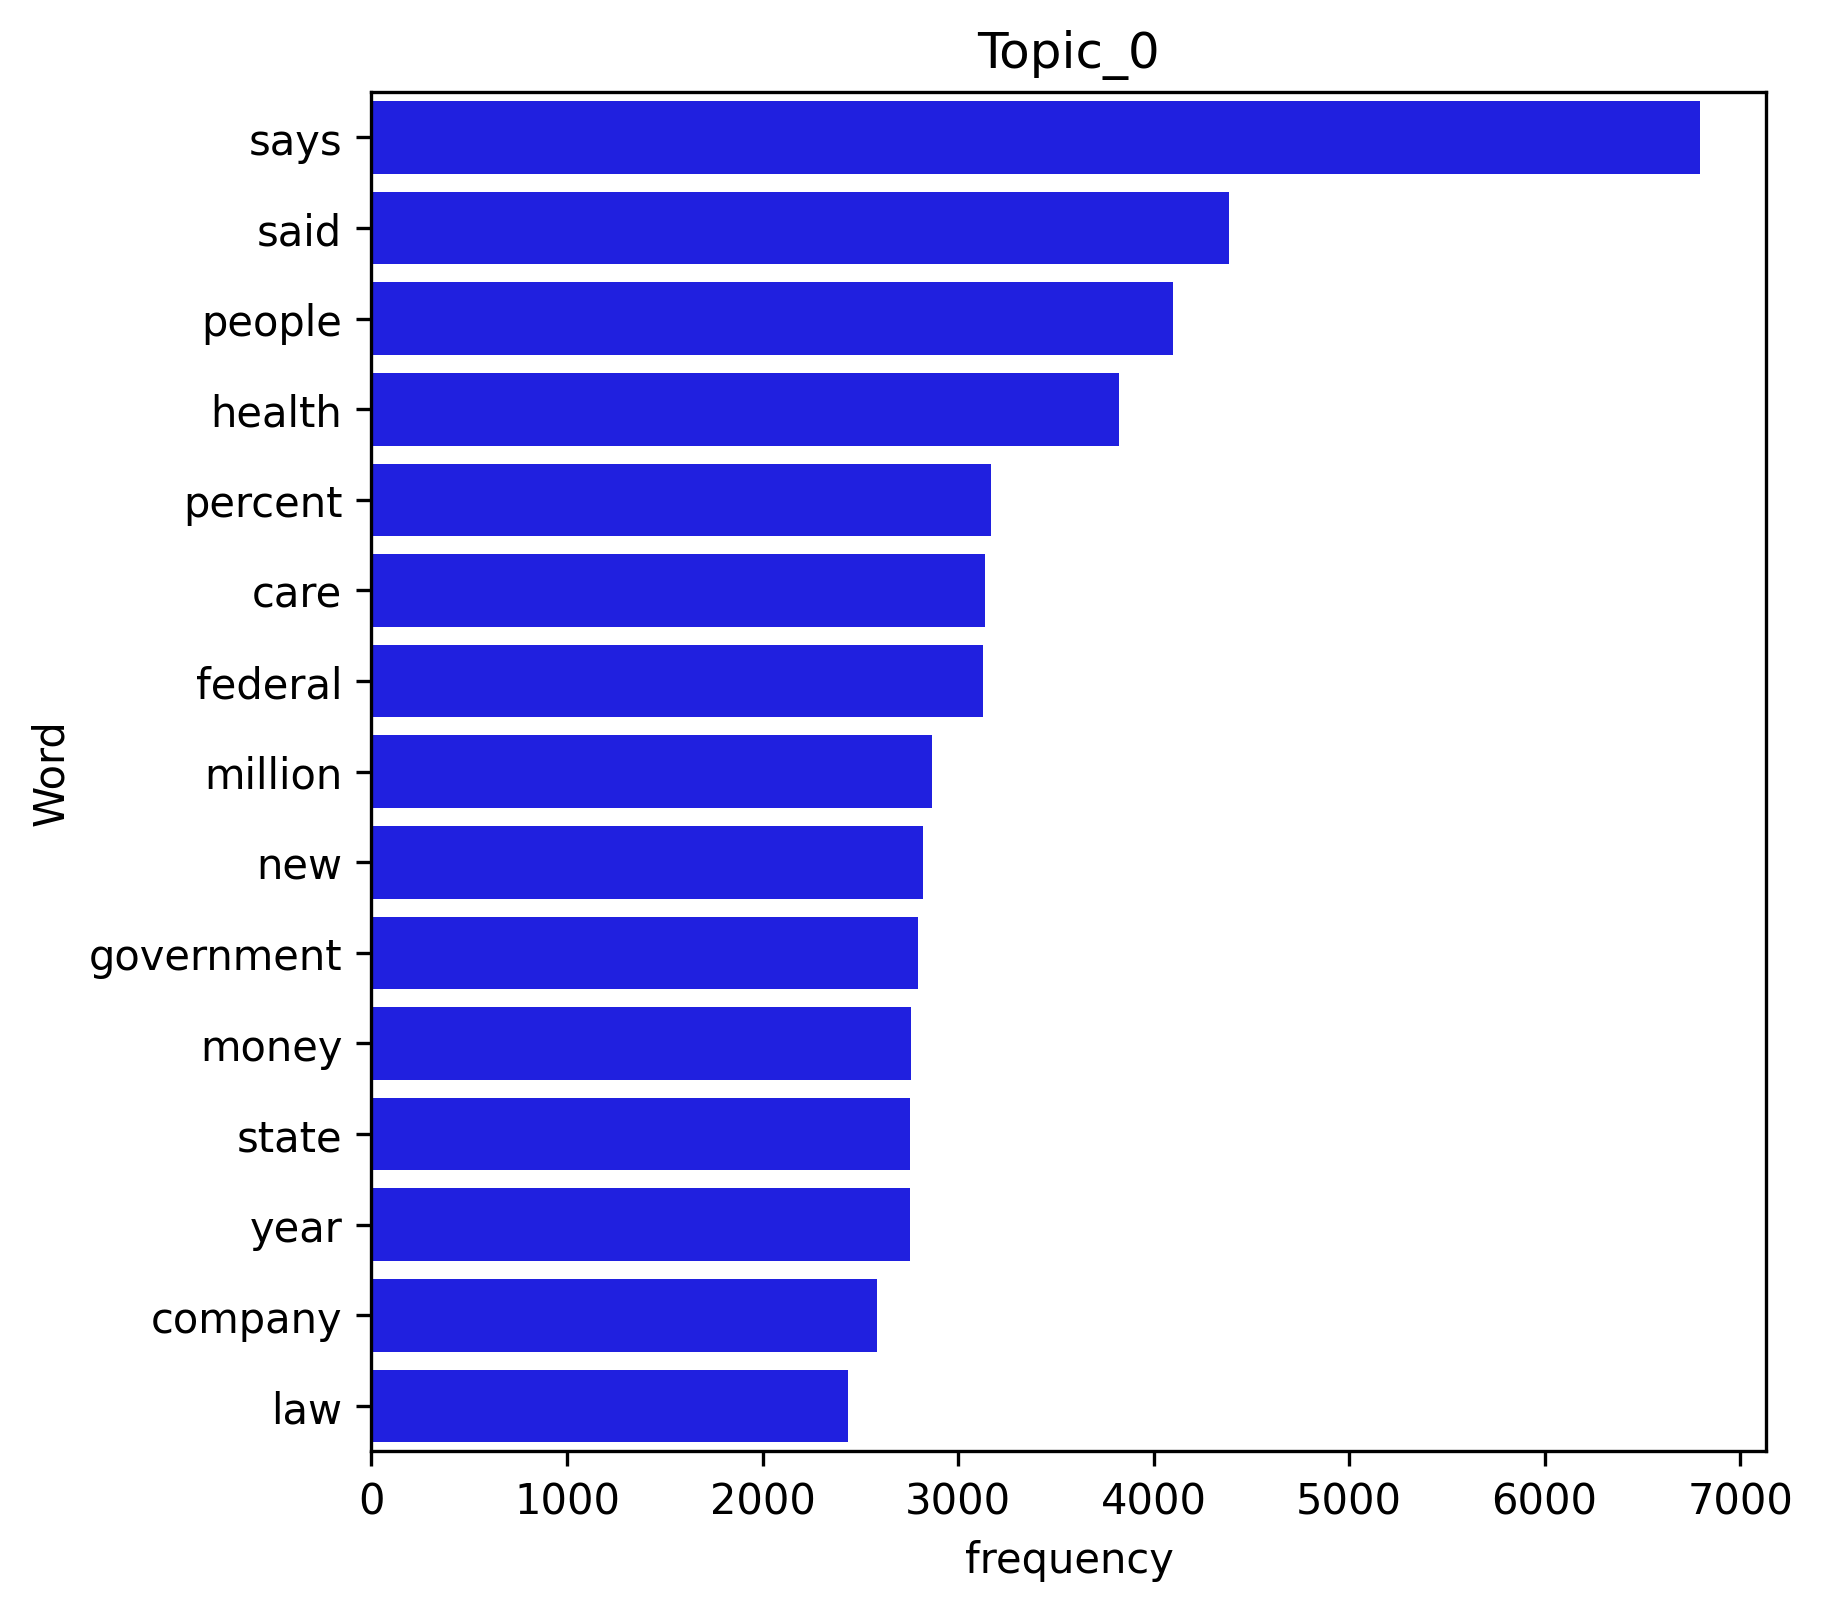 Topic_0
says
said
people
health
percent
care
federal
million
new
government
money
state
year
company
law
Word
0 1000 2000 3000 4000 5000 6000 7000
frequency